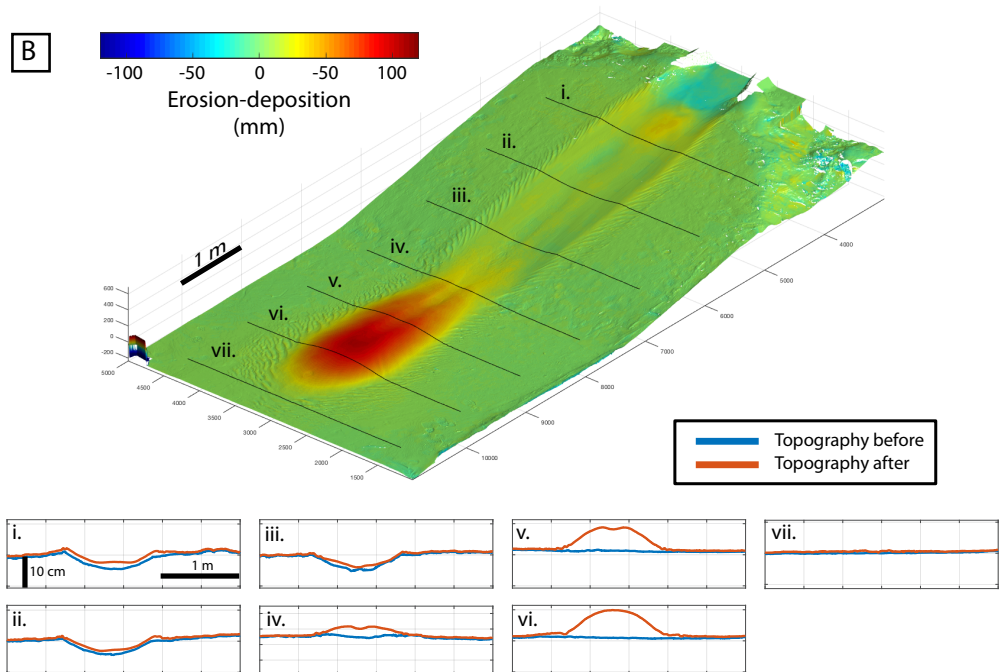 B
-100 -50 0 -50 100
Erosion-deposition
(mm)
i.
ii.
iii.
iv.
v.
vi.
vii.
1 m
600
400
200
0
-200
5000
4500
4000
3500
3000
2500
2000
1500
10000
9000
8000
7000
6000
5000
4000
Topography before
Topography after
i.
10 cm
1 m
iii.
v.
vii.
ii.
iv.
vi.